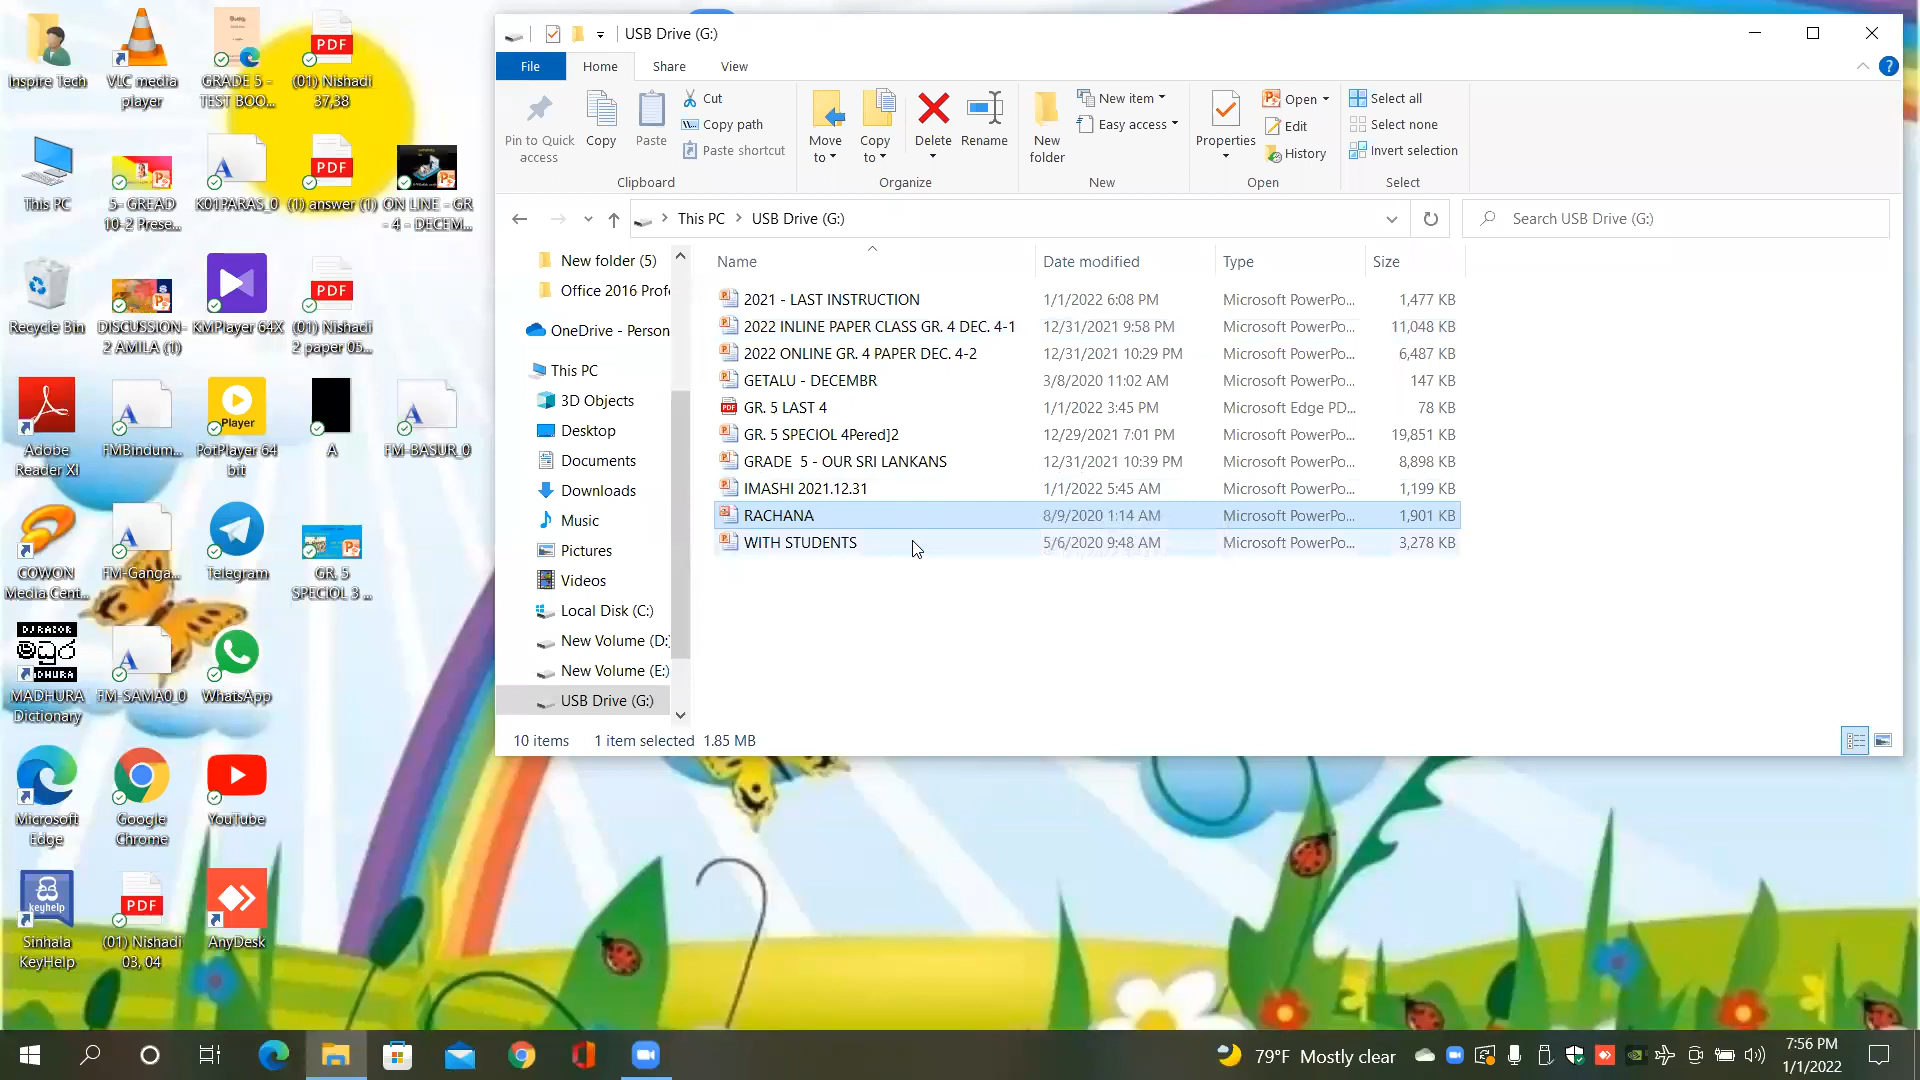 USB Drive (G:)
File
Home
Share
View
Pin to Quick
access
Copy
Paste
Cut
Copy path
Paste shortcut
Clipboard
Move
to
Copy
to
Delete
Rename
Organize
New
folder
New item
Easy access
New
Properties
Open
Edit
History
Open
Select all
Select none
Invert selection
Select
This PC
USB Drive (G:)
Search USB Drive (G:)
New folder (5)
Office 2016 Profe
OneDrive - Person
This PC
3D Objects
Desktop
Documents
Downloads
Music
Pictures
Videos
Local Disk (C:)
New Volume (D:)
New Volume (E:)
USB Drive (G:)
Name Date modified Type Size
2021 - LAST INSTRUCTION 1/1/2022 6:08 PM Microsoft PowerPo... 1,477 KB
2022 INLINE PAPER CLASS GR. 4 DEC. 4-1 12/31/2021 9:58 PM Microsoft PowerPo... 11,048 KB
2022 ONLINE GR. 4 PAPER DEC. 4-2 12/31/2021 10:29 PM Microsoft PowerPo... 6,487 KB
GETALU - DECEMBR 3/8/2020 11:02 AM Microsoft PowerPo... 147 KB
GR. 5 LAST 4 1/1/2022 3:45 PM Microsoft Edge PD... 78 KB
GR. 5 SPECIOL 4Pered]2 12/29/2021 7:01 PM Microsoft PowerPo... 19,851 KB
GRADE  5 - OUR SRI LANKANS 12/31/2021 10:39 PM Microsoft PowerPo... 8,898 KB
IMASHI 2021.12.31 1/1/2022 5:45 AM Microsoft PowerPo... 1,199 KB
RACHANA 8/9/2020 1:14 AM Microsoft PowerPo... 1,901 KB
WITH STUDENTS 5/6/2020 9:48 AM Microsoft PowerPo... 3,278 KB
10 items 1 item selected 1.85 MB
Inspire Tech
VLC media
player
GRADE 5 -
TEST BOO...
PDF
(01) Nishadi
37,38
This PC
5- GREAD
10-2 Prese...
K01PARAS_0
PDF
(1) answer (1)
ON LINE - GR
- 4 - DECEM...
Recycle Bin
DISCUSSION-
2 AMILA (1)
KMPlayer 64X
PDF
(01) Nishadi
2 paper 05...
Adobe
Reader XI
FMBindum...
Player
PotPlayer 64
bit
A
FM-BASUR_0
COWON
Media Cent...
FM-Ganga...
Telegram
GR. 5
SPECIOL 3 ...
DJ RAZOR
මධුර
MADHURA
MADHURA
Dictionary
FM-SAMA0_0
WhatsApp
Microsoft
Edge
Google
Chrome
YouTube
keyhelp
Sinhala
KeyHelp
PDF
(01) Nishadi
03, 04
AnyDesk
79°F Mostly clear
7:56 PM
1/1/2022